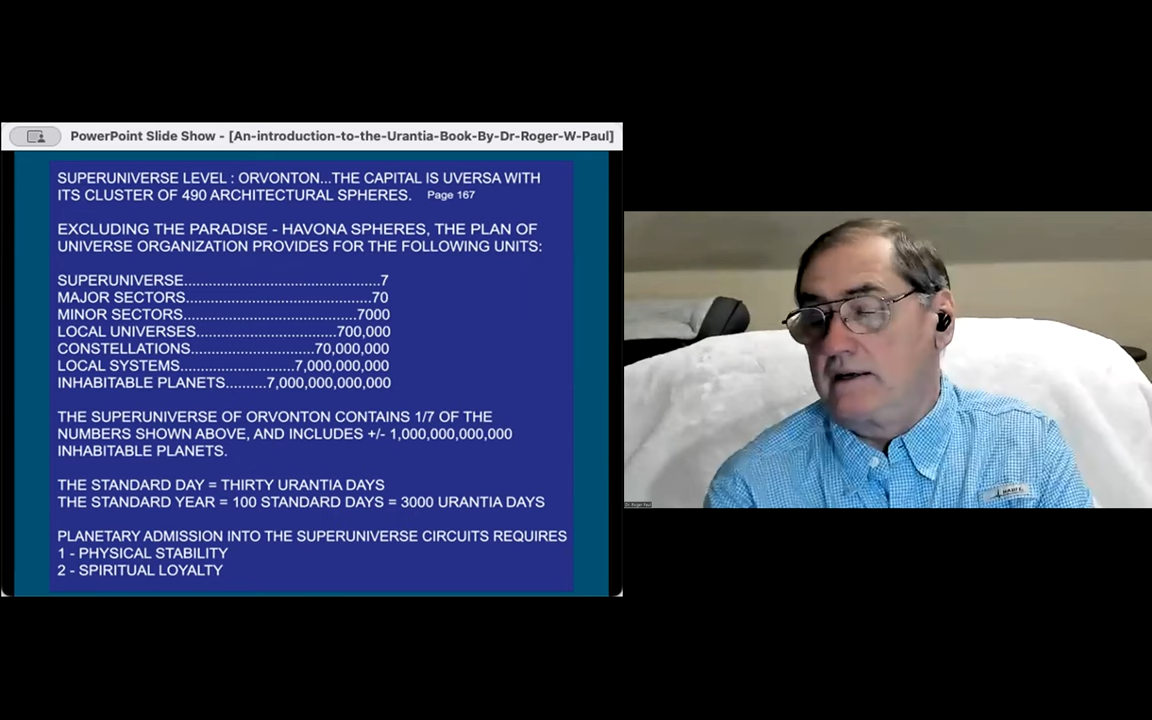 PowerPoint Slide Show - [An-introduction-to-the-Urantia-Book-By-Dr-Roger-W-Paul]
SUPERUNIVERSE LEVEL : ORVONTON...THE CAPITAL IS UVERSA WITH
ITS CLUSTER OF 490 ARCHITECTURAL SPHERES. Page 167
EXCLUDING THE PARADISE - HAVONA SPHERES, THE PLAN OF
UNIVERSE ORGANIZATION PROVIDES FOR THE FOLLOWING UNITS:
SUPERUNIVERSE...............................................7
MAJOR SECTORS............................................70
MINOR SECTORS.........................................7000
LOCAL UNIVERSES.................................700,000
CONSTELLATIONS.............................70,000,000
LOCAL SYSTEMS..........................7,000,000,000
INHABITABLE PLANETS.........7,000,000,000,000
THE SUPERUNIVERSE OF ORVONTON CONTAINS 1/7 OF THE
NUMBERS SHOWN ABOVE, AND INCLUDES +/- 1,000,000,000,000
INHABITABLE PLANETS.
THE STANDARD DAY = THIRTY URANTIA DAYS
THE STANDARD YEAR = 100 STANDARD DAYS = 3000 URANTIA DAYS
PLANETARY ADMISSION INTO THE SUPERUNIVERSE CIRCUITS REQUIRES
1 - PHYSICAL STABILITY
2 - SPIRITUAL LOYALTY